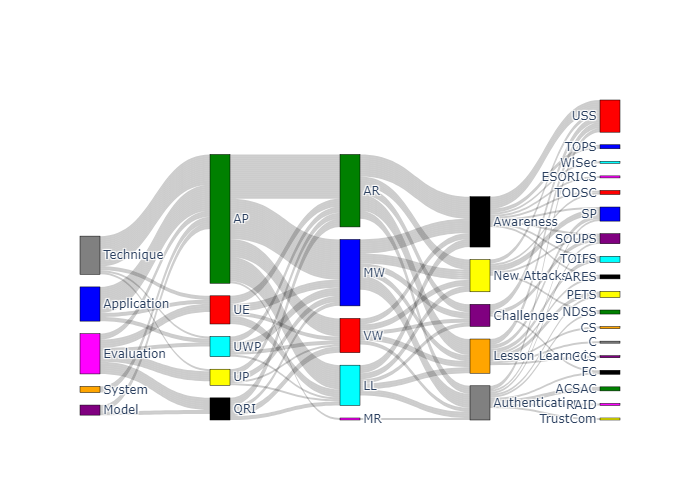 Technique
Application
Evaluation
System
Model
AP
UE
UWP
UP
QRI
AR
MW
VW
LL
MR
Awareness
New Attacks
Challenges
Lesson Learned
Authentication
USS
TOPS
WiSec
ESORICS
TODSC
SP
SOUPS
TOIFS
ARES
PETS
NDSS
CS
C
CCS
FC
ACSAC
RAID
TrustCom